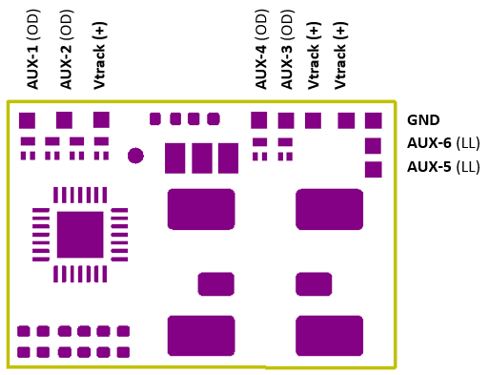 AUX-1 (OD)
AUX-2 (OD)
Vtrack (+)
AUX-4 (OD)
AUX-3 (OD)
Vtrack (+)
Vtrack (+)
GND
AUX-6 (LL)
AUX-5 (LL)